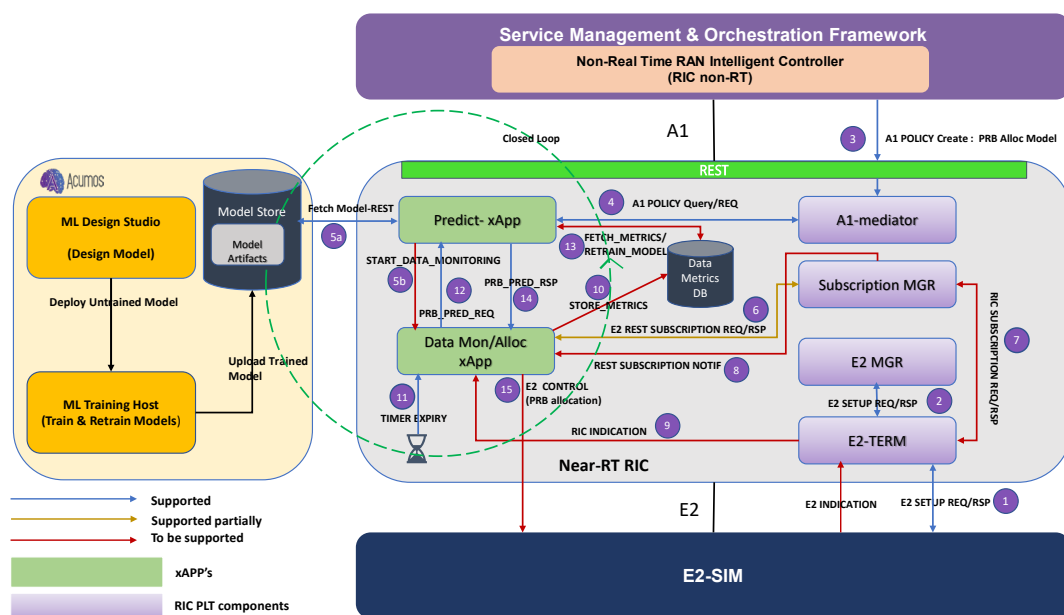 Service Management & Orchestration Framework
Non-Real Time RAN Intelligent Controller
(RIC non-RT)
A1
3
A1 POLICY Create : PRB Alloc Model
Closed Loop
REST
Acumos
ML Design Studio
(Design Model)
Model Store
Model
Artifacts
Fetch Model-REST
5a
Deploy Untrained Model
Upload Trained
Model
ML Training Host
(Train & Retrain Models)
Predict- xApp
4
A1 POLICY Query/REQ
A1-mediator
13
FETCH_METRICS/
RETRAIN_MODEL
START_DATA_MONITORING
5b
12
PRB_PRED_REQ
PRB_PRED_RSP
14
10
STORE_METRICS
Data
Metrics
DB
Subscription MGR
6
E2 REST SUBSCRIPTION REQ/RSP
RIC SUBSCRIPTION REQ/RSP
7
Data Mon/Alloc
xApp
REST SUBSCRIPTION NOTIF
8
E2 MGR
15
E2 CONTROL
(PRB allocation)
11
TIMER EXPIRY
E2 SETUP REQ/RSP
2
RIC INDICATION
9
E2-TERM
Near-RT RIC
E2
E2 INDICATION
E2 SETUP REQ/RSP
1
E2-SIM
Supported
Supported partially
To be supported
xAPP's
RIC PLT components